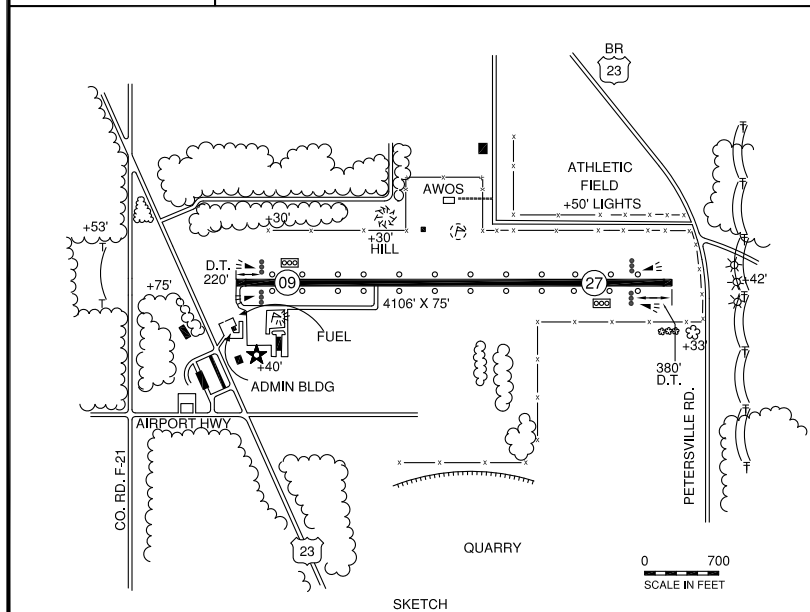 BR
23
ATHLETIC
FIELD
+50' LIGHTS
AWOS
+53'
+30'
+30'
HILL
D.T.
220'
09
27
+42'
+75'
4106' X 75'
FUEL
+33'
+40'
380'
D.T.
ADMIN BLDG
AIRPORT HWY
CO. RD. F-21
PETERSVILLE RD.
23
QUARRY
0 700
SCALE IN FEET
SKETCH